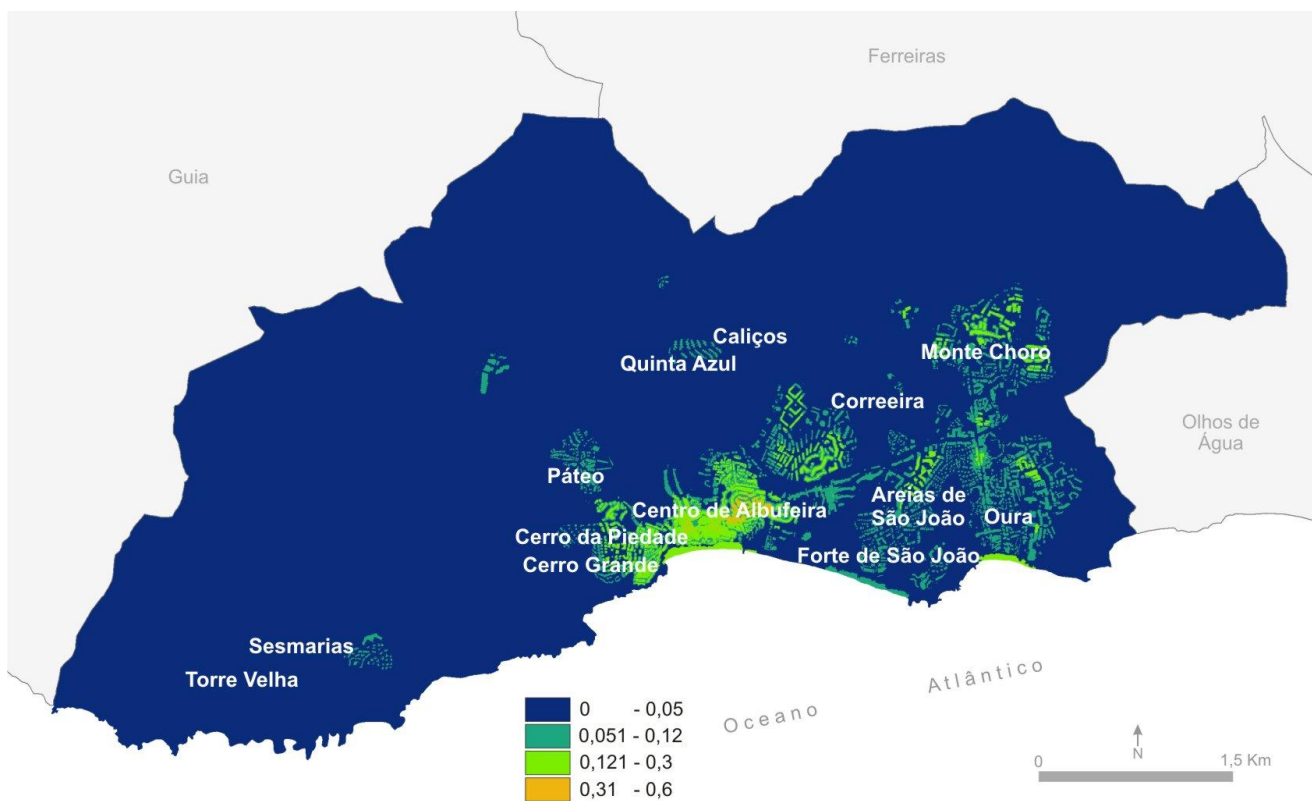 Ferreiras
Guia
Caliços
Quinta Azul
Monte Choro
Correeira
Olhos de
Água
Páteo
Centro de Albufeira
Areias de
São João
Oura
Cerro da Piedade
Forte de São João
Cerro Grande
Sesmarias
Torre Velha
Oceano Atlântico
0 - 0,05
0,051 - 0,12
0,121 - 0,3
0,31 - 0,6
N
0 1,5 Km